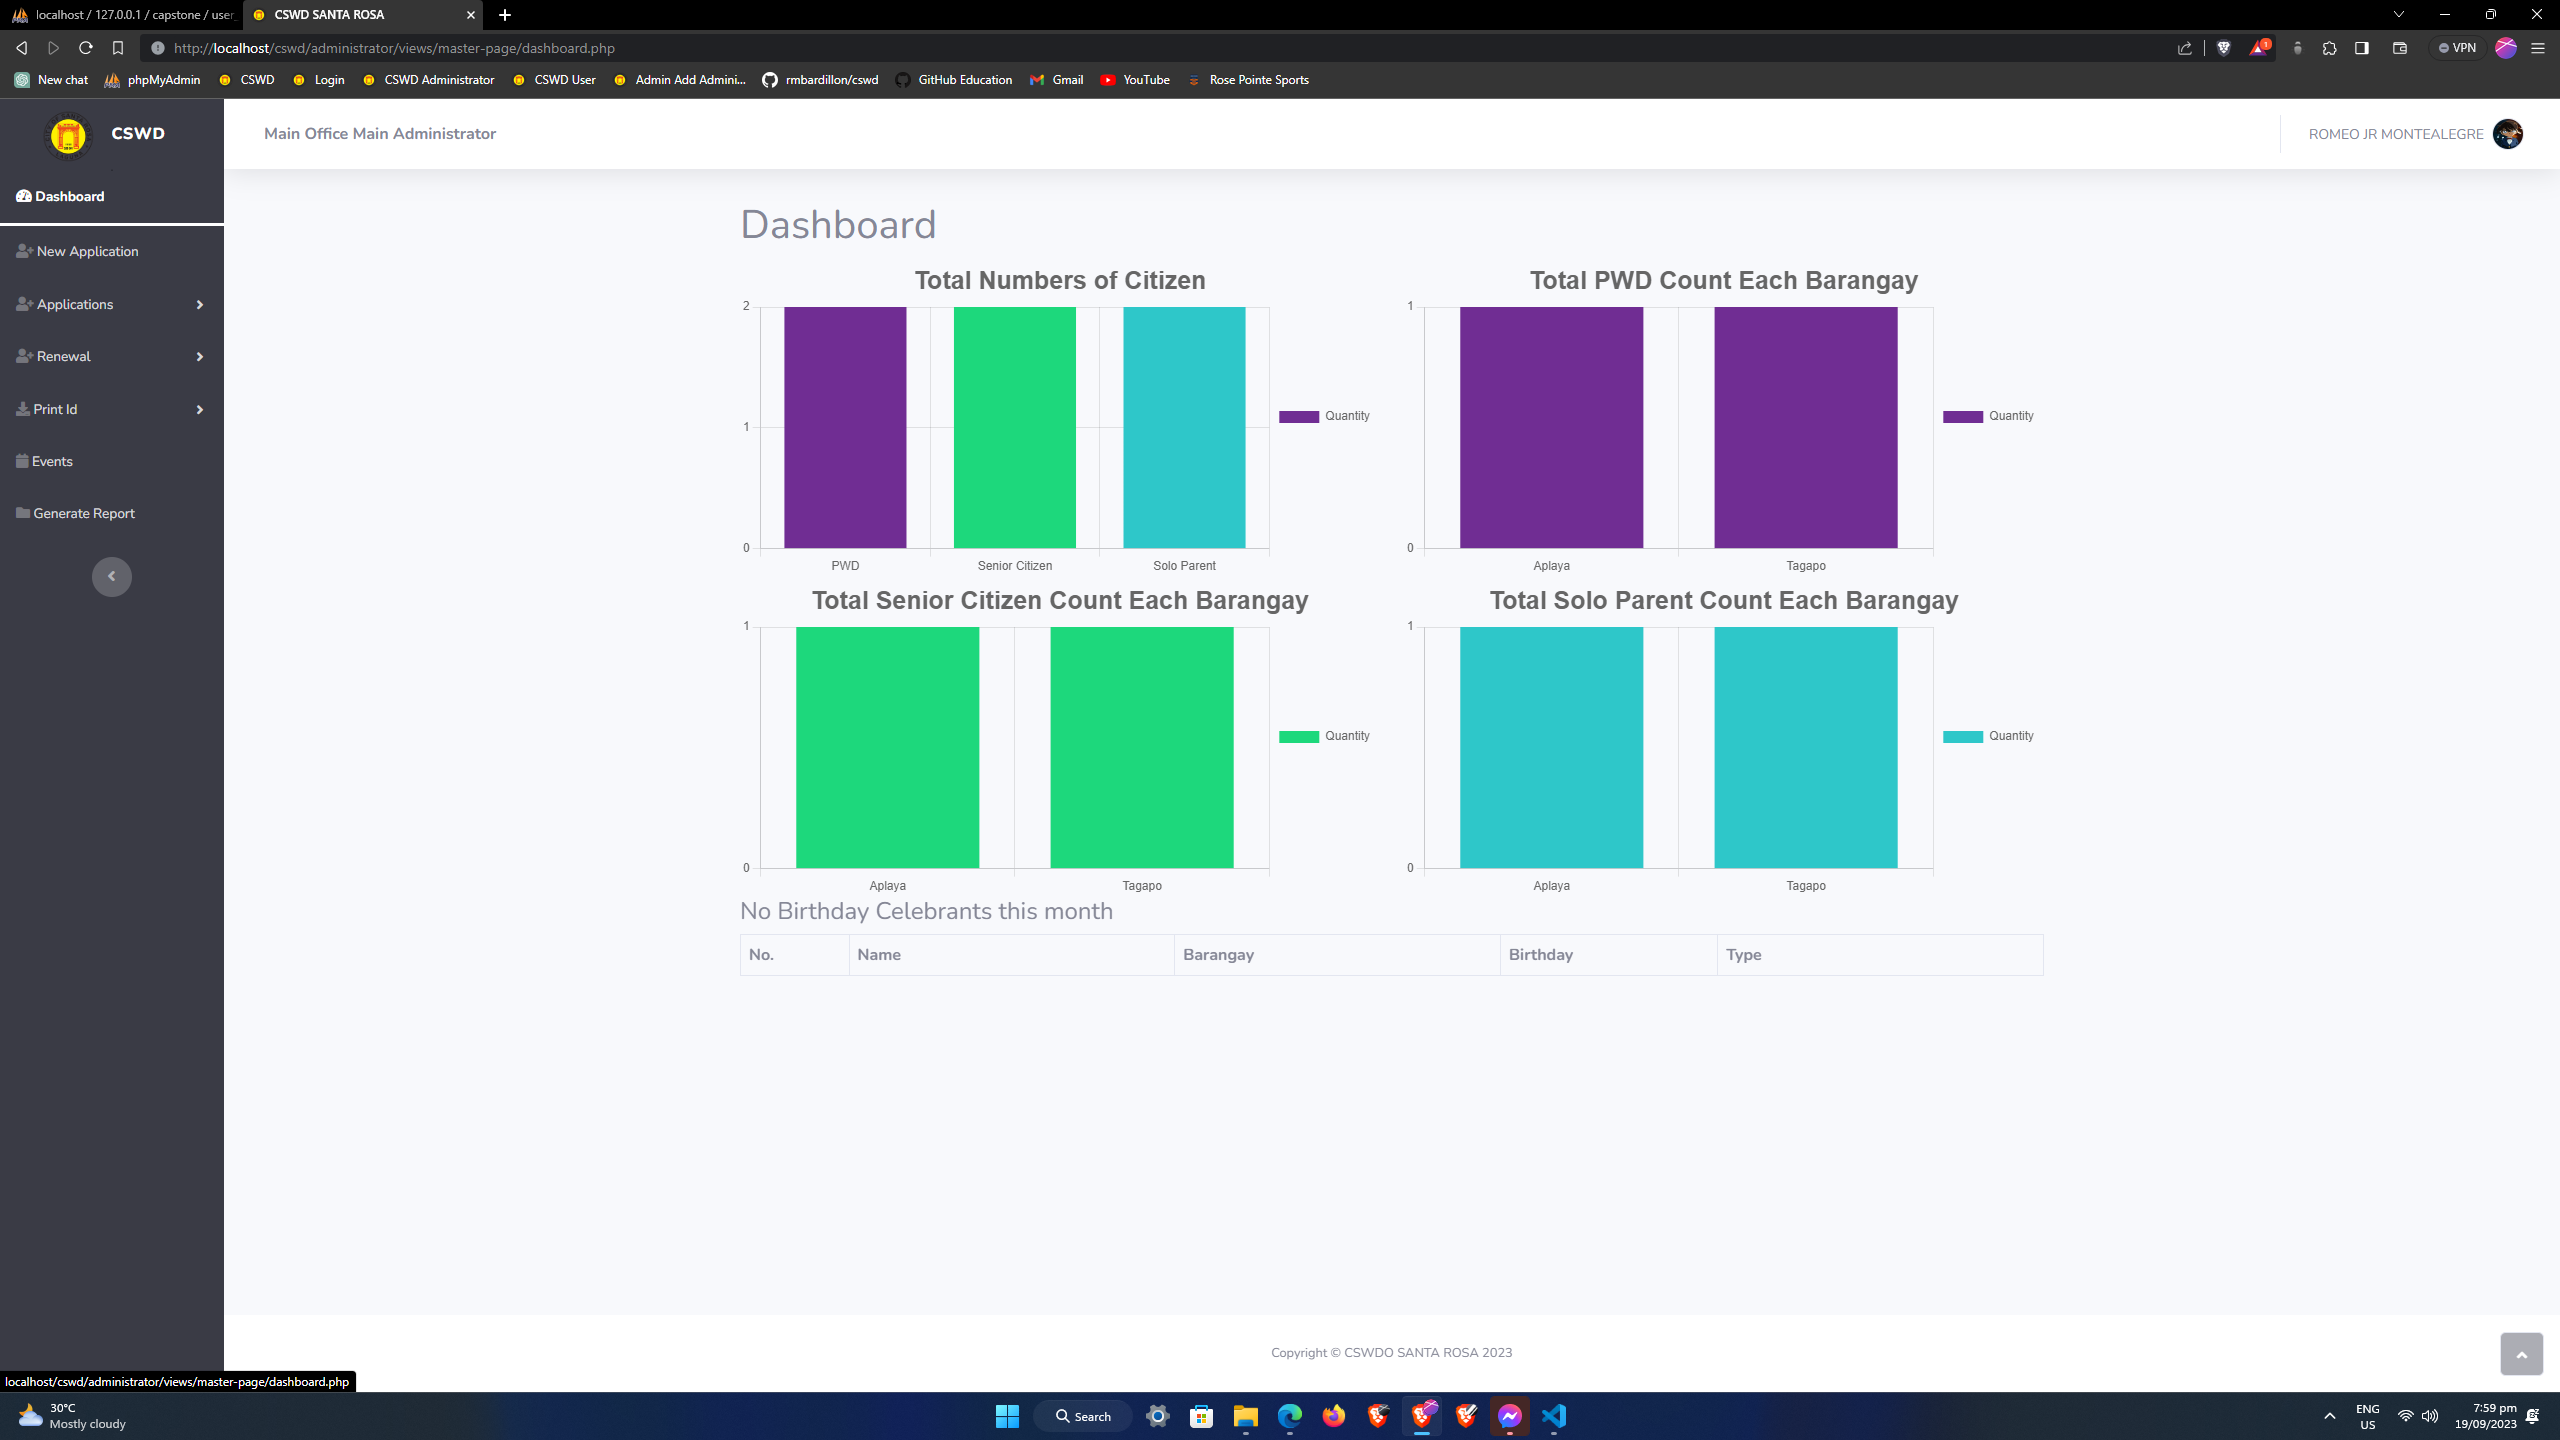 localhost / 127.0.0.1 / capstone / user_
CSWD SANTA ROSA
http://localhost/cswd/administrator/views/master-page/dashboard.php
1
VPN
New chat
phpMyAdmin
CSWD
Login
CSWD Administrator
CSWD User
Admin Add Admini...
rmbardillon/cswd
GitHub Education
Gmail
YouTube
Rose Pointe Sports
CSWD
Main Office Main Administrator
ROMEO JR MONTEALEGRE
Dashboard
New Application
Applications
Renewal
Print Id
Events
Generate Report
Dashboard
Total Numbers of Citizen
2
1
0
PWD
Senior Citizen
Solo Parent
Quantity
Total PWD Count Each Barangay
1
0
Aplaya
Tagapo
Quantity
Total Senior Citizen Count Each Barangay
1
0
Aplaya
Tagapo
Quantity
Total Solo Parent Count Each Barangay
1
0
Aplaya
Tagapo
Quantity
No Birthday Celebrants this month
No.
Name
Barangay
Birthday
Type
Copyright © CSWDO SANTA ROSA 2023
localhost/cswd/administrator/views/master-page/dashboard.php
30°C
Mostly cloudy
Search
ENG
US
7:59 pm
19/09/2023